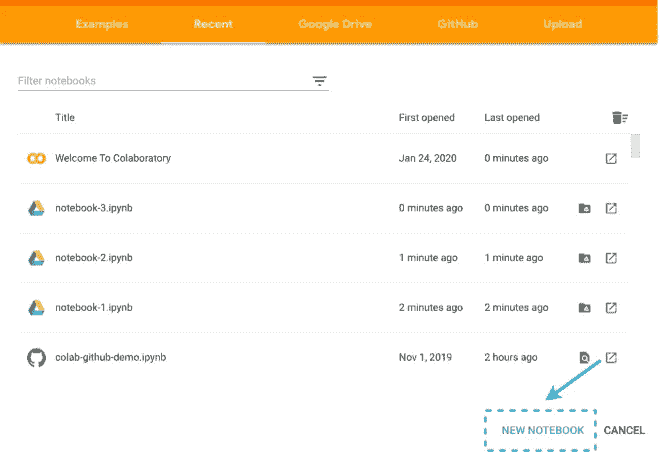 Examples Recent Google Drive GitHub Upload
Filter notebooks
Title First opened Last opened
Welcome To Colaboratory Jan 24, 2020 0 minutes ago
notebook-3.ipynb 0 minutes ago 0 minutes ago
notebook-2.ipynb 1 minute ago 1 minute ago
notebook-1.ipynb 2 minutes ago 2 minutes ago
colab-github-demo.ipynb Nov 1, 2019 2 hours ago
NEW NOTEBOOK CANCEL